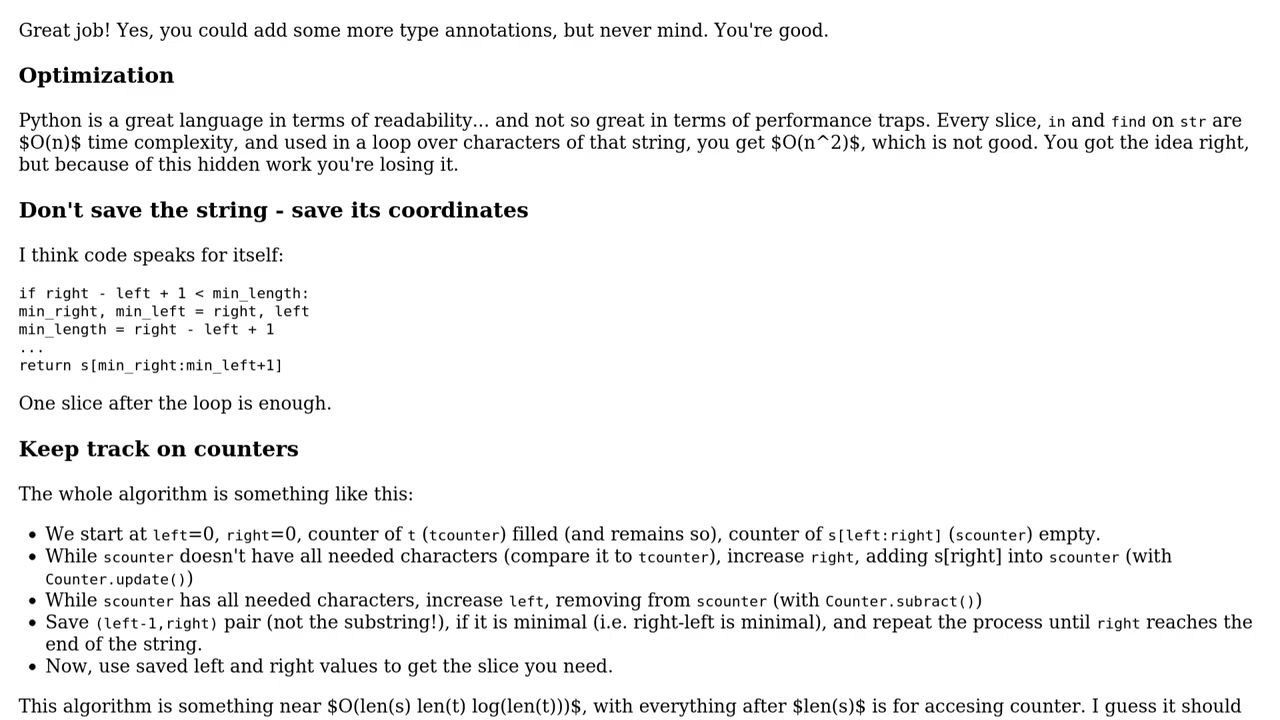 Great job! Yes, you could add some more type annotations, but never mind. You're good.
Optimization
Python is a great language in terms of readability... and not so great in terms of performance traps. Every slice, in and find on str are
$O(n)$ time complexity, and used in a loop over characters of that string, you get $O(n^2)$, which is not good. You got the idea right,
but because of this hidden work you're losing it.
Don't save the string - save its coordinates
I think code speaks for itself:
if right - left + 1 < min_length:
min_right, min_left = right, left
min_length = right - left + 1
...
return s[min_right:min_left+1]
One slice after the loop is enough.
Keep track on counters
The whole algorithm is something like this:
• We start at left=0, right=0, counter of t (tcounter) filled (and remains so), counter of s[left:right] (scounter) empty.
• While scounter doesn't have all needed characters (compare it to tcounter), increase right, adding s[right] into scounter (with
Counter.update())
• While scounter has all needed characters, increase left, removing from scounter (with Counter.subract())
• Save (left-1,right) pair (not the substring!), if it is minimal (i.e. right-left is minimal), and repeat the process until right reaches the
end of the string.
• Now, use saved left and right values to get the slice you need.
This algorithm is something near $O(len(s) len(t) log(len(t)))$, with everything after $len(s)$ is for accesing counter. I guess it should